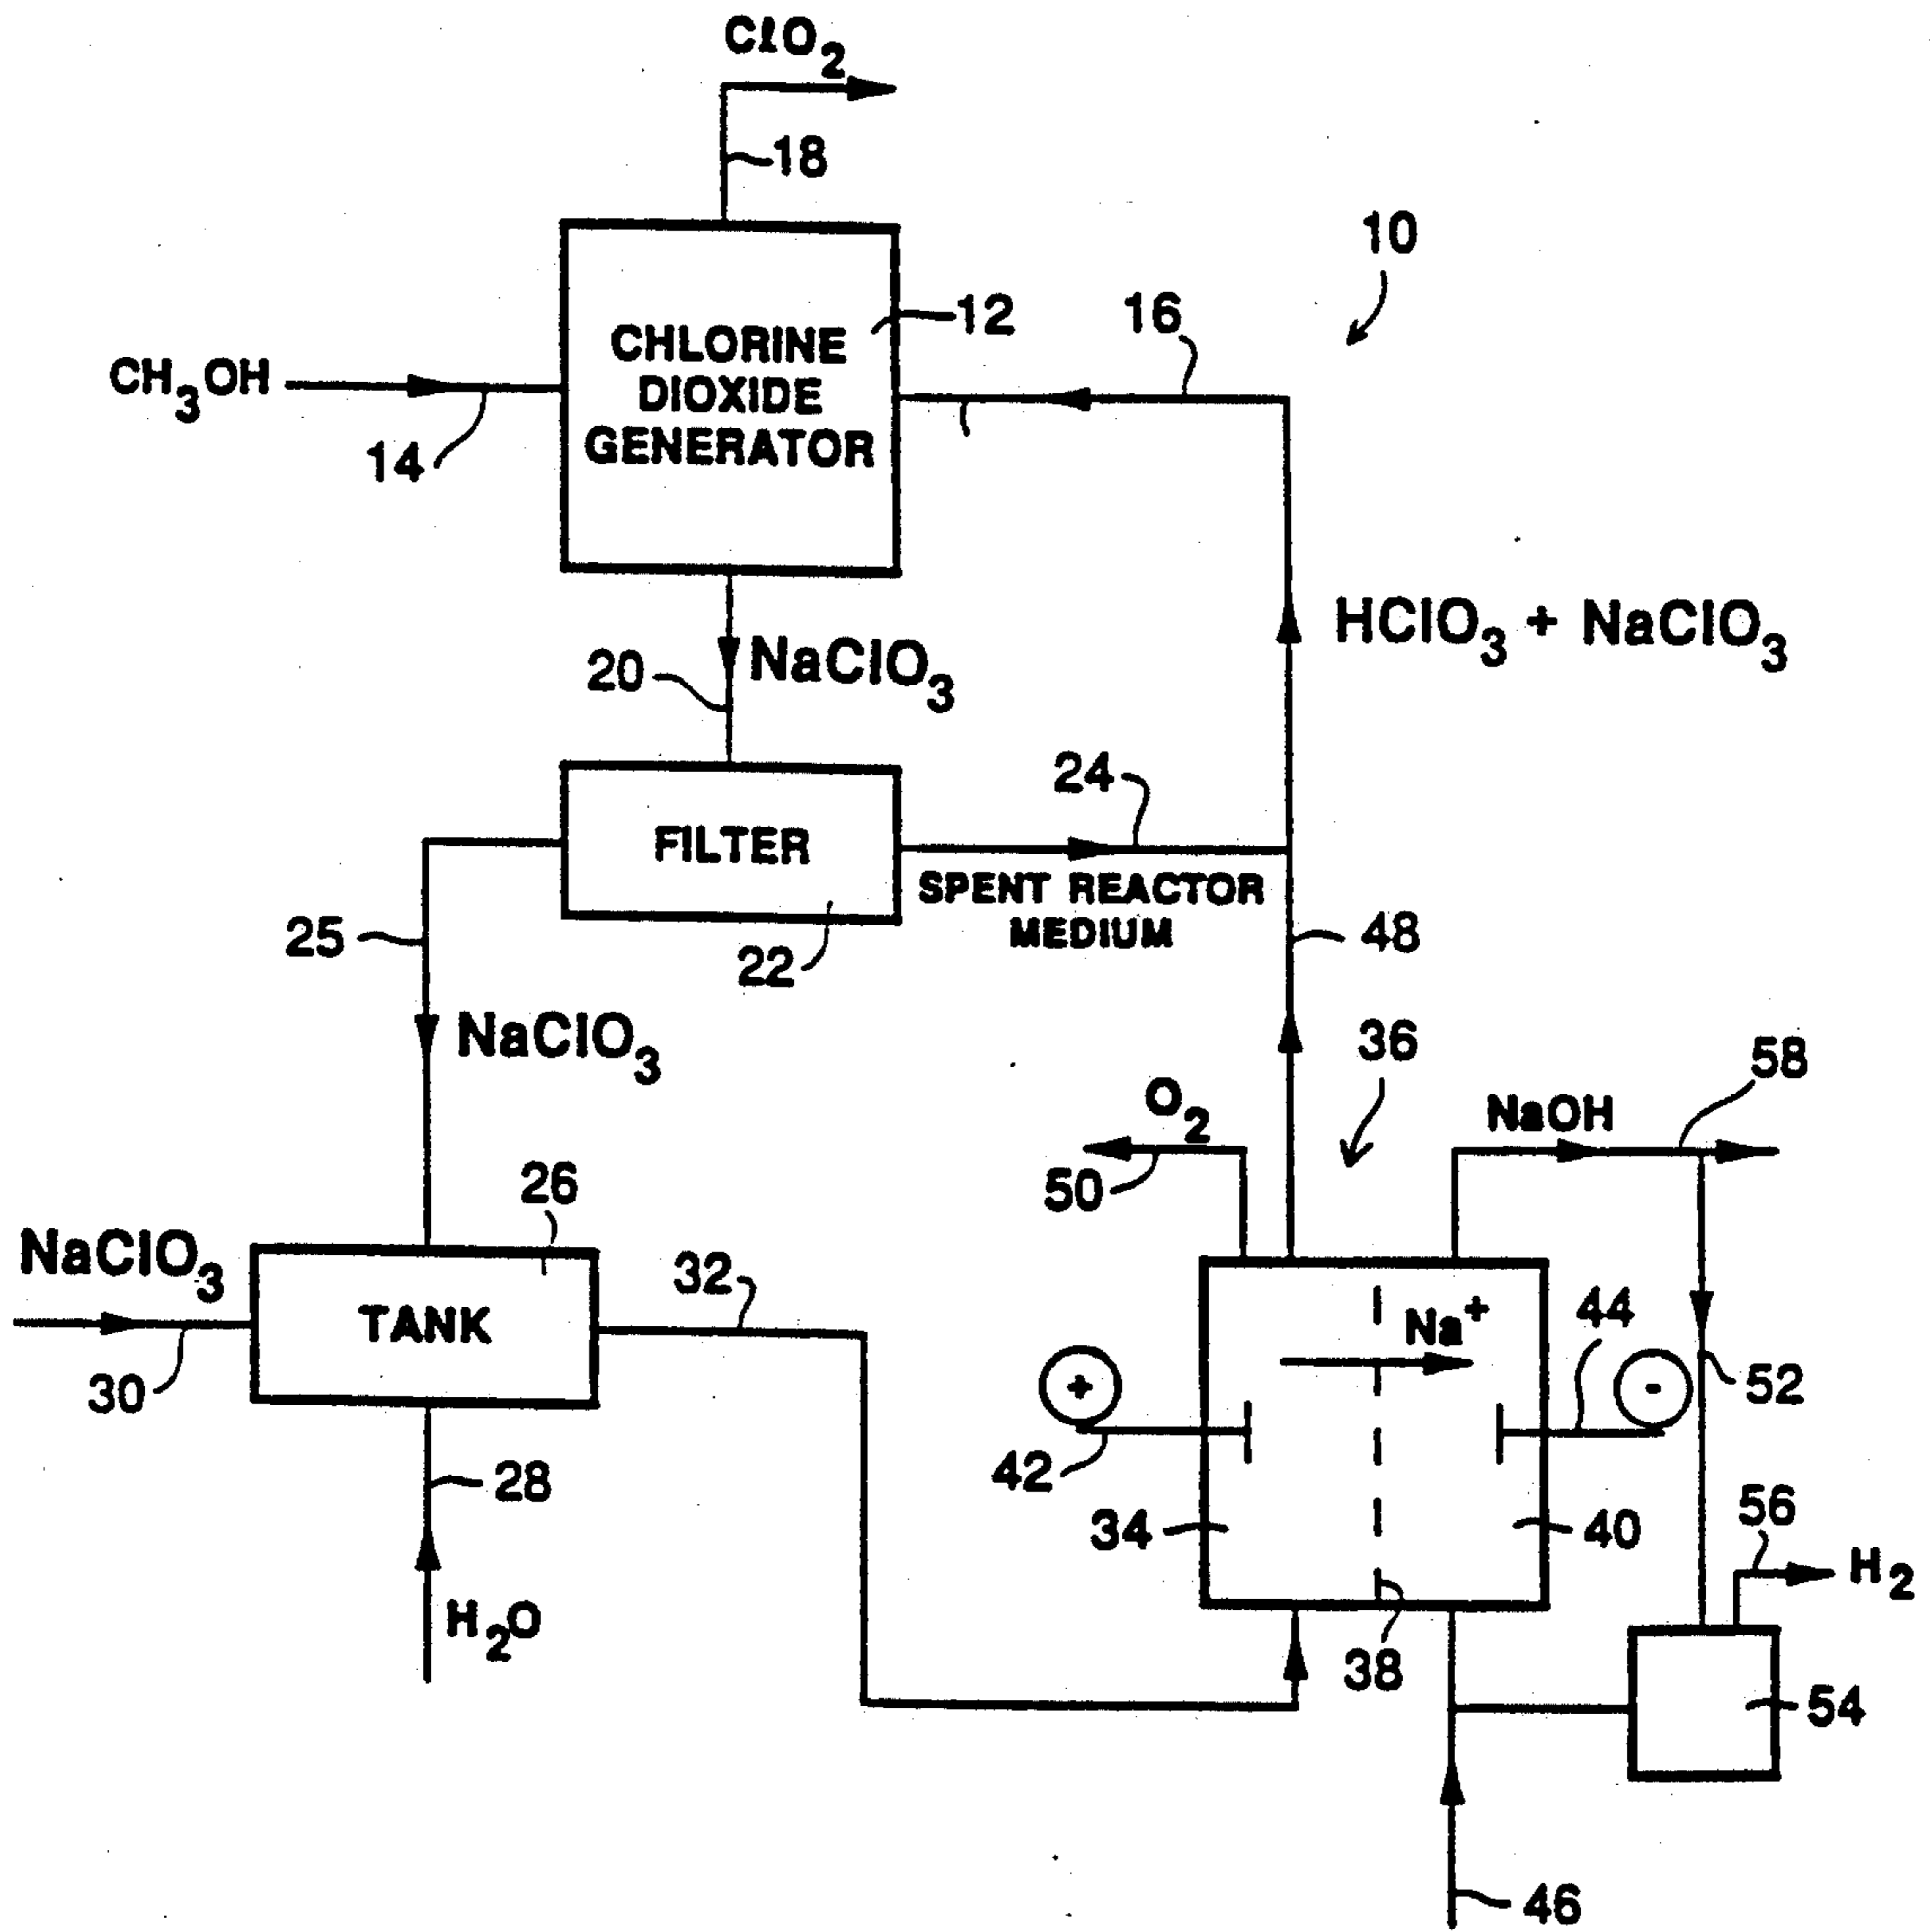 ClO2
18
10
12
16
CHLORINE
DIOXIDE
GENERATOR
CH3OH
14
HClO3 + NaClO3
20
NaClO3
24
FILTER
SPENT REACTOR
MEDIUM
25
22
48
NaClO3
36
58
O2
NaOH
50
26
NaClO3
32
TANK
Na+
44
30
+
-
52
42
28
34
40
56
H2
H2O
38
54
46